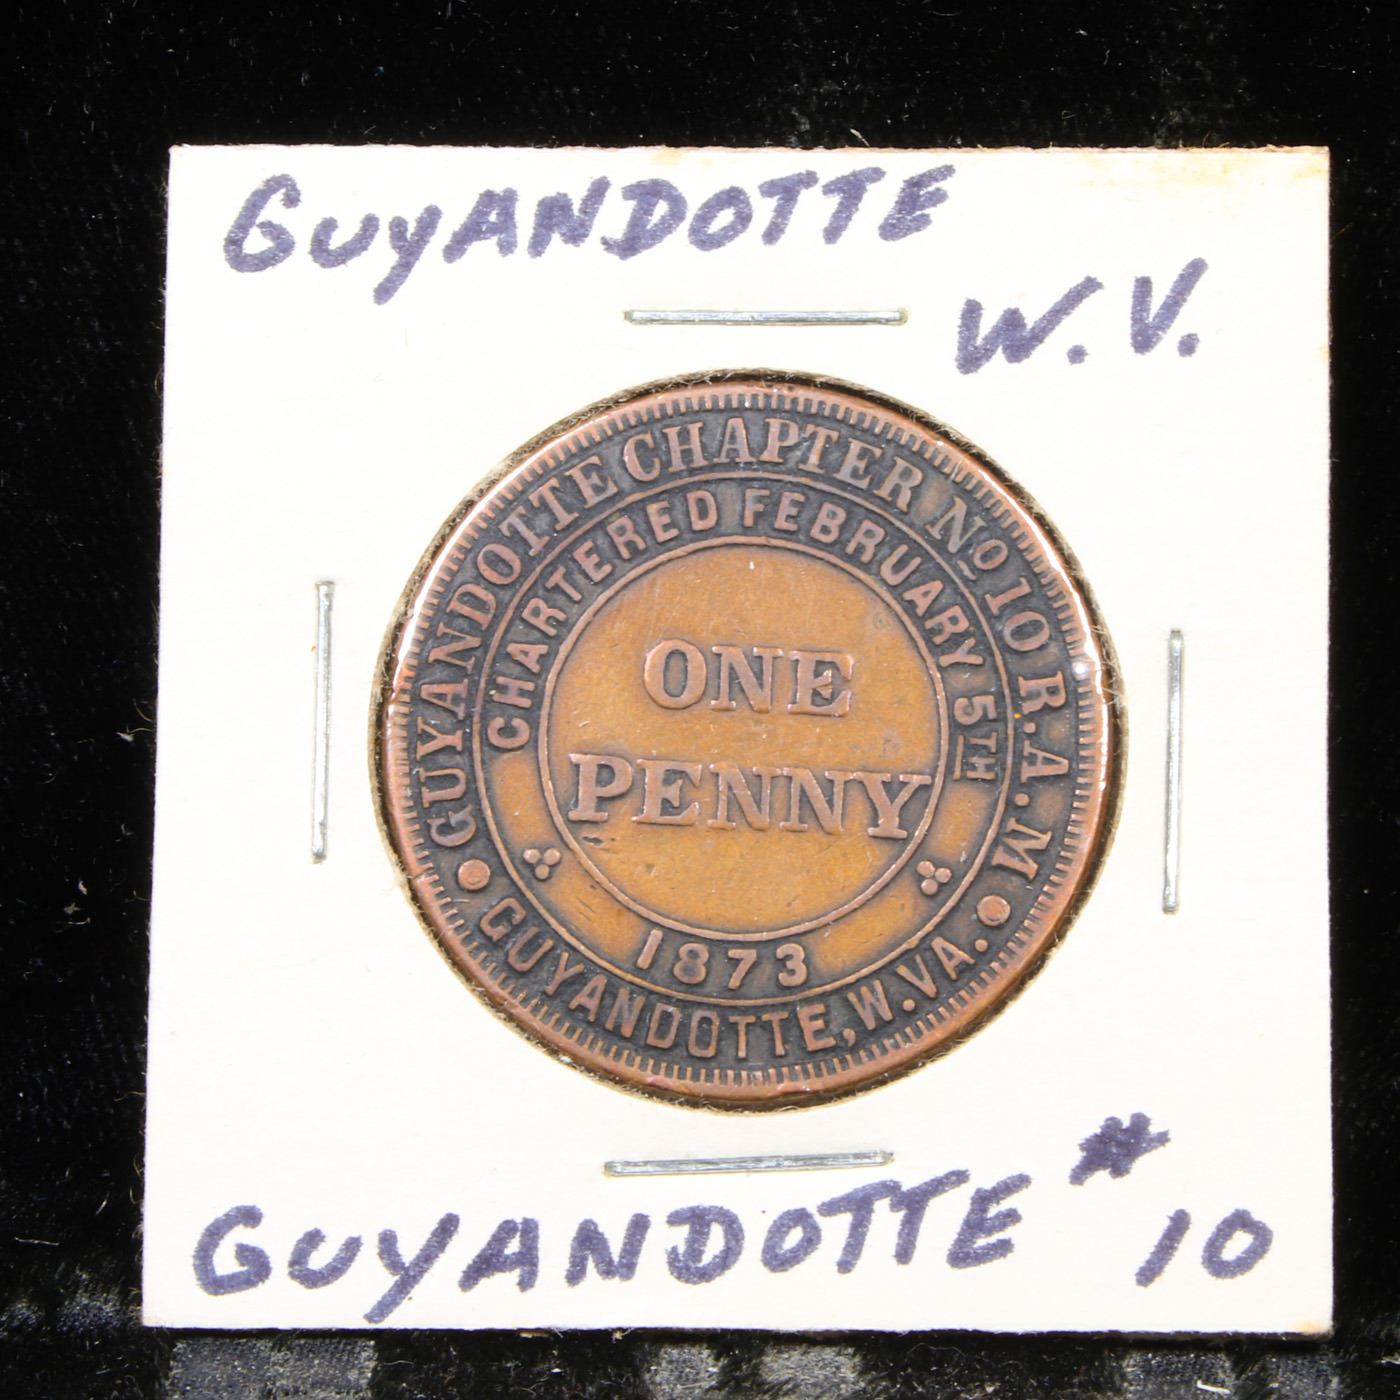 GUYANDOTTE
W. V.
GUYANDOTTE CHAPTER No 10 R.A.M.
CHARTERED FEBRUARY 5TH
ONE
PENNY
1873
GUYANDOTTE, W. VA.
GUYANDOTTE # 10